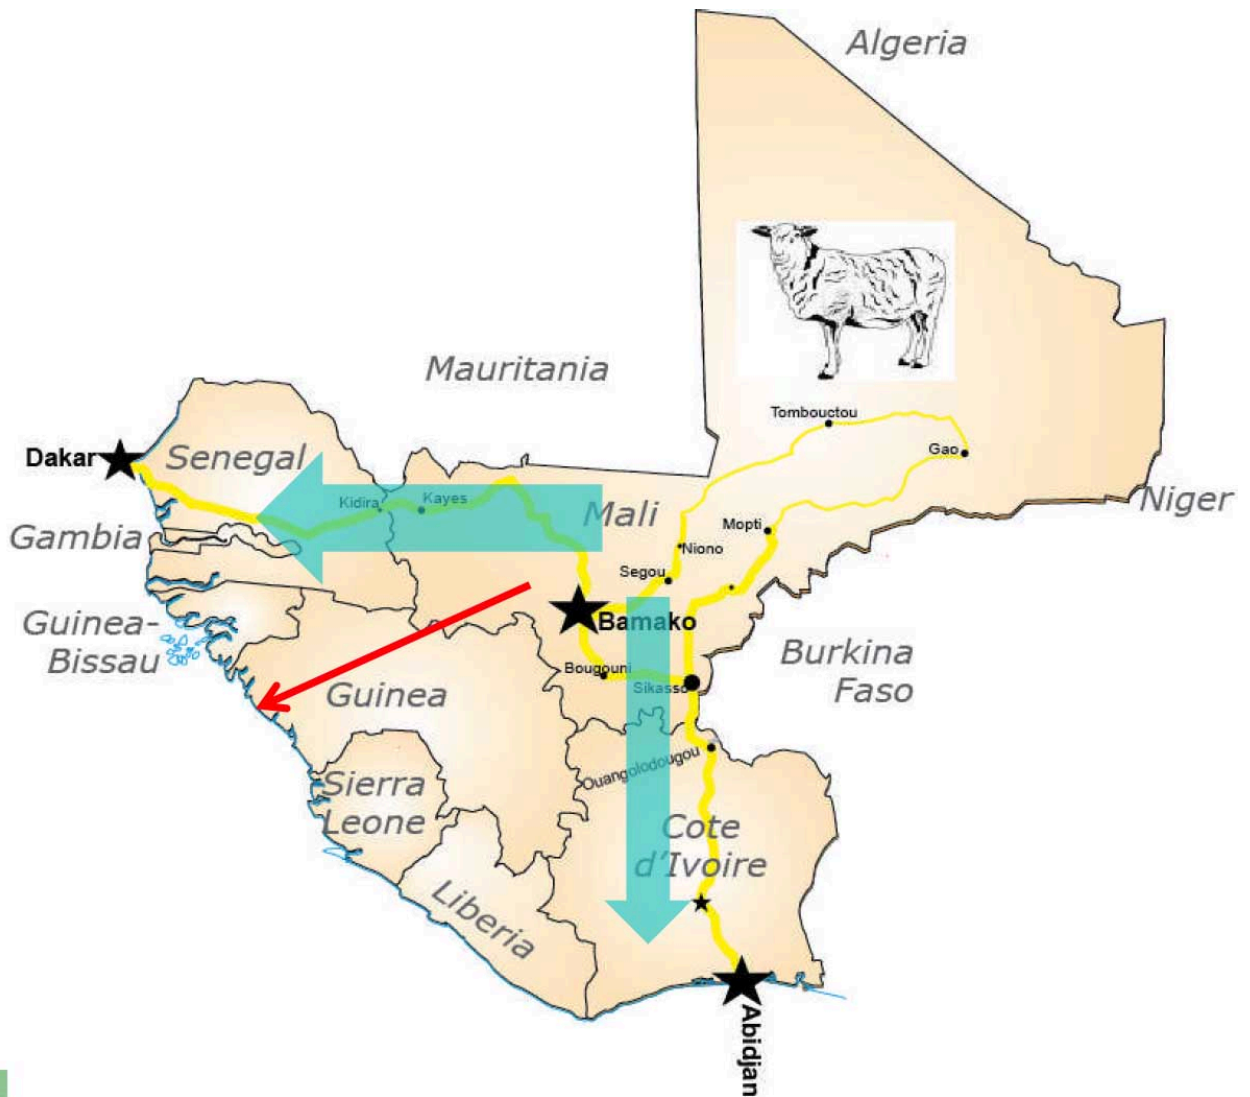 Algeria
Mauritania
Tombouctou
Dakar
Senegal
Gao
Kidira
Kayes
Mali
Niger
Mopti
Gambia
Niono
Segou
Guinea-
Bissau
Bamako
Burkina
Faso
Bougouni
Sikasso
Guinea
Ouangolodougou
Sierra
Leone
Cote
d'Ivoire
Liberia
Abidjan